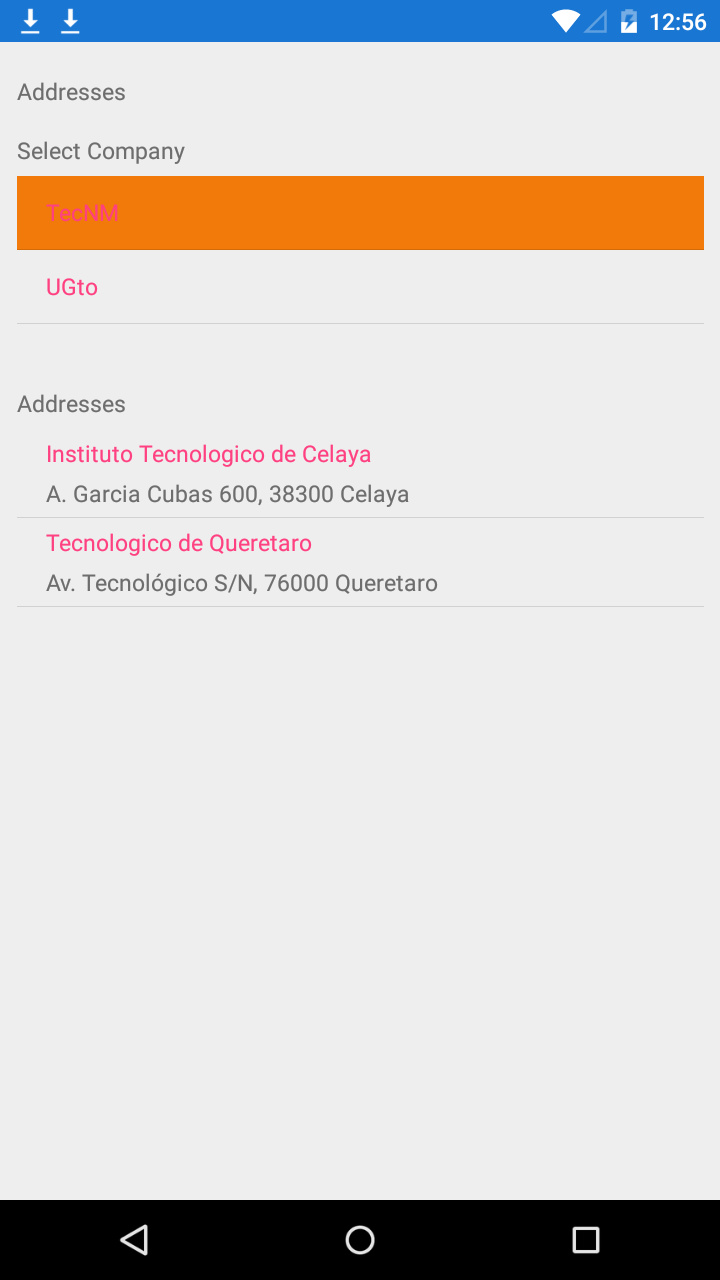 12:56
Addresses
Select Company
TecNM
UGto
Addresses
Instituto Tecnologico de Celaya
A. Garcia Cubas 600, 38300 Celaya
Tecnologico de Queretaro
Av. Tecnológico S/N, 76000 Queretaro